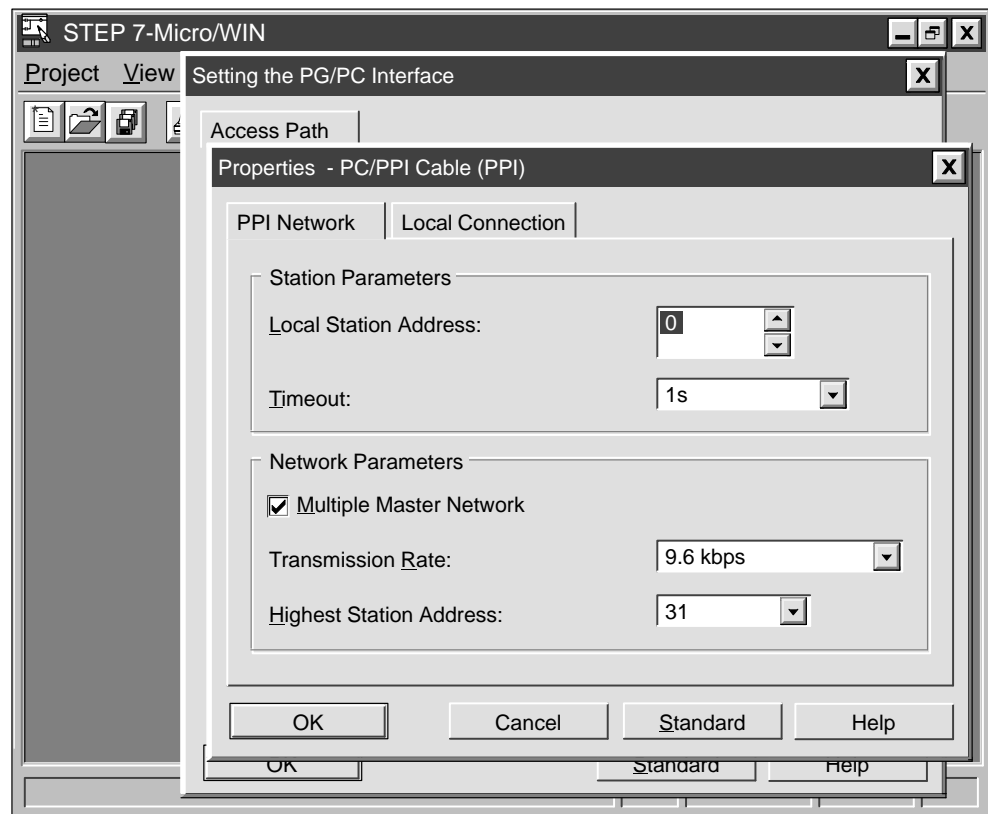 STEP 7-Micro/WIN
Project View
Setting the PG/PC Interface
Access Path
Properties - PC/PPI Cable (PPI)
PPI Network
Local Connection
Station Parameters
Local Station Address:
0
Timeout:
1s
Network Parameters
Multiple Master Network
Transmission Rate:
9.6 kbps
Highest Station Address:
31
OK
Cancel
Standard
Help
OK
Standard
Help